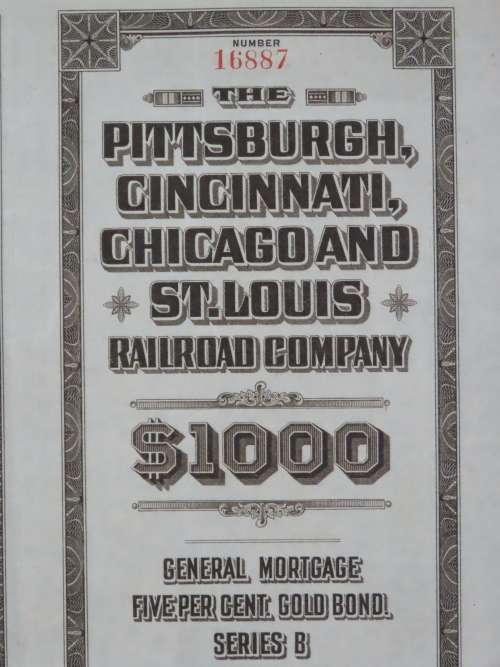 NUMBER
16887
THE
PITTSBURGH,
CINCINNATI,
CHICAGO AND
ST. LOUIS
RAILROAD COMPANY
$1000
GENERAL MORTGAGE
FIVE PER CENT. GOLD BOND.
SERIES B